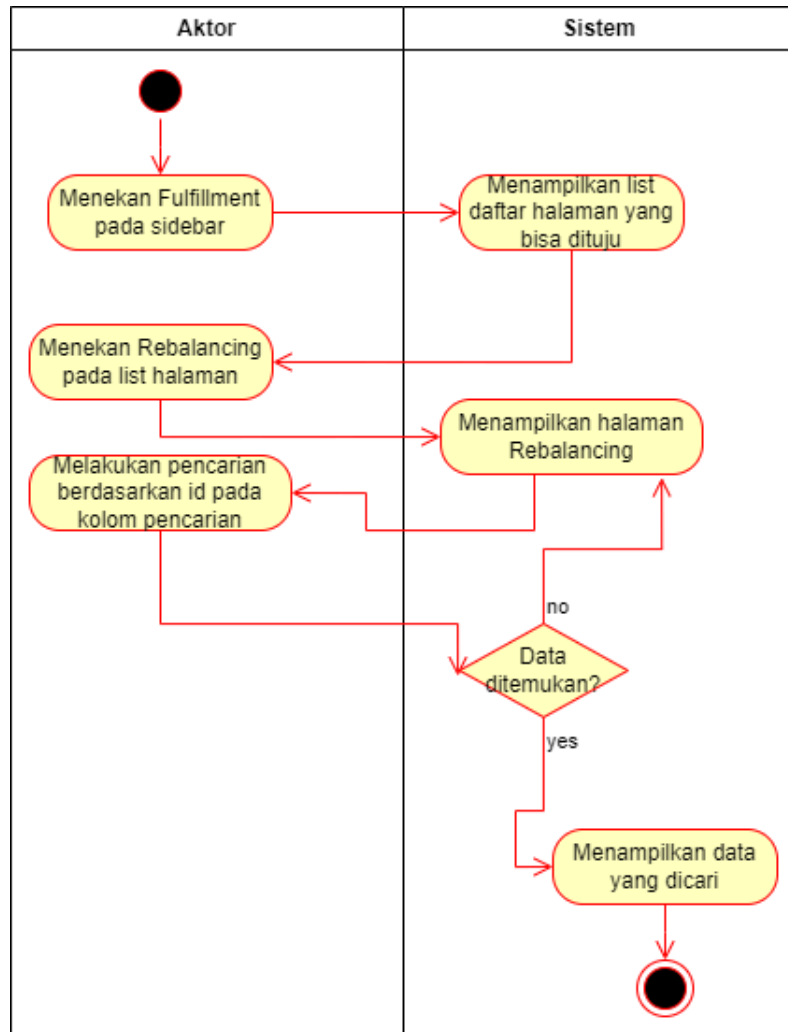 Aktor
Sistem
Menekan Fulfillment
pada sidebar
Menampilkan list
daftar halaman yang
bisa dituju
Menekan Rebalancing
pada list halaman
Menampilkan halaman
Rebalancing
Melakukan pencarian
berdasarkan id pada
kolom pencarian
no
Data
ditemukan?
yes
Menampilkan data
yang dicari